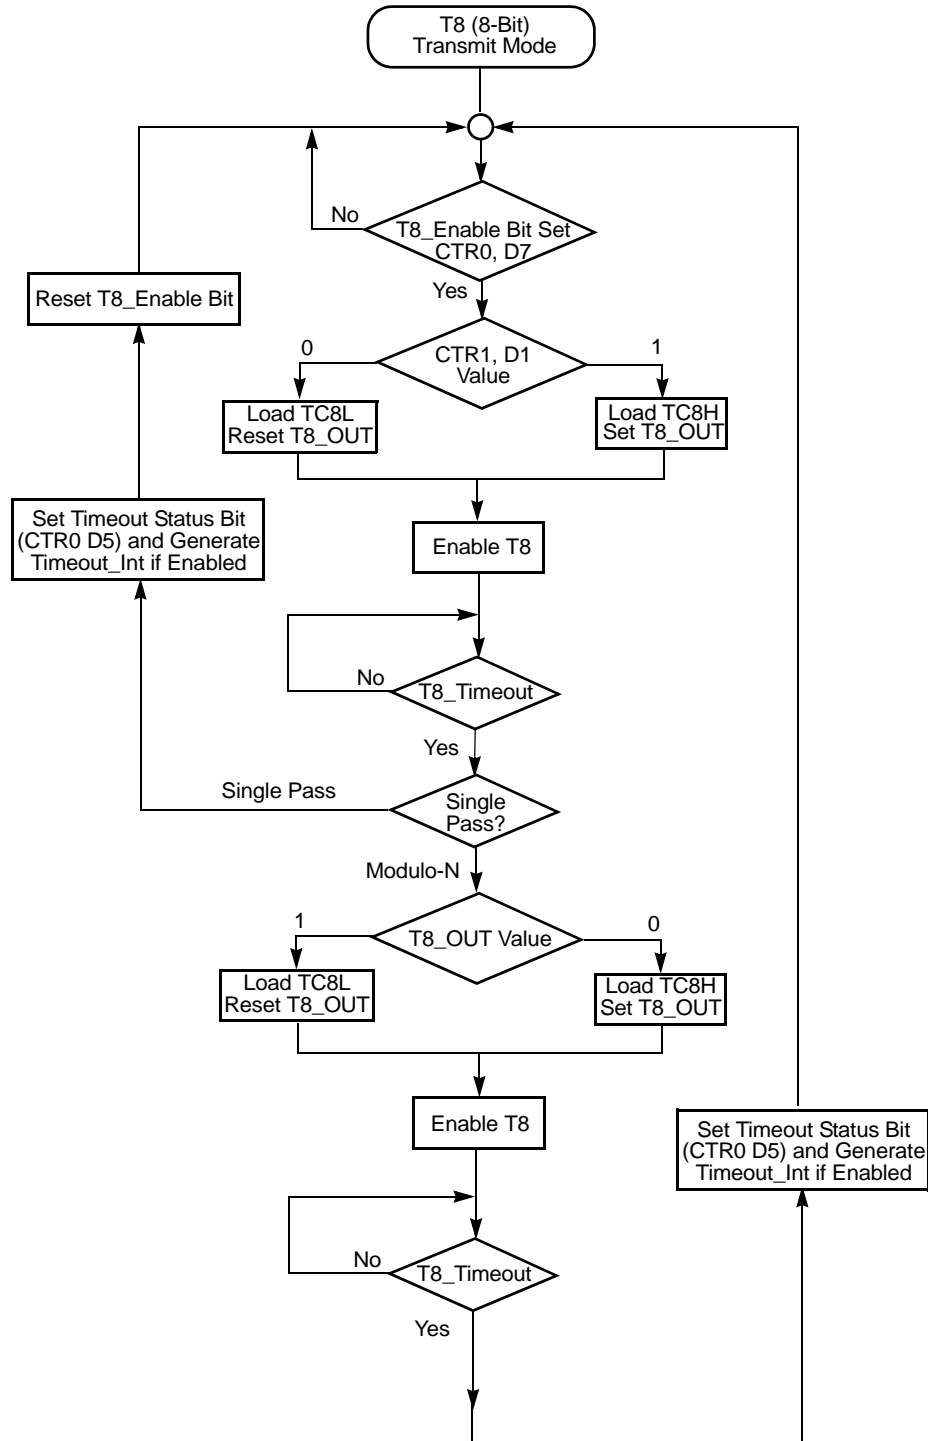 T8 (8-Bit)
Transmit Mode
No
T8_Enable Bit Set
CTR0, D7
Yes
Reset T8_Enable Bit
0
CTR1, D1
Value
1
Load TC8L
Reset T8_OUT
Load TC8H
Set T8_OUT
Set Timeout Status Bit
(CTR0 D5) and Generate
Timeout_Int if Enabled
Enable T8
No
T8_Timeout
Yes
Single Pass
Single
Pass?
Modulo-N
1
T8_OUT Value
0
Load TC8L
Reset T8_OUT
Load TC8H
Set T8_OUT
Enable T8
Set Timeout Status Bit
(CTR0 D5) and Generate
Timeout_Int if Enabled
No
T8_Timeout
Yes